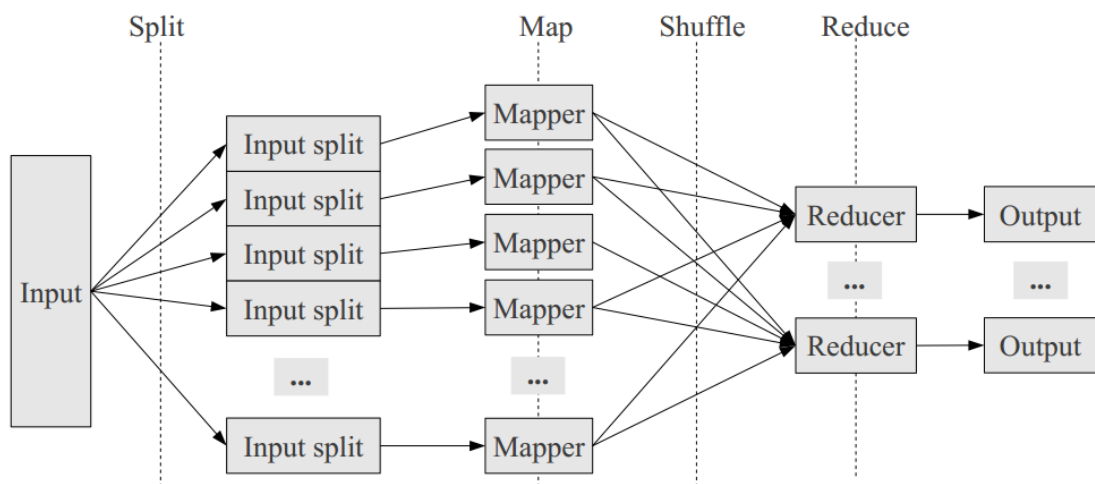 Split
Map
Shuffle
Reduce
Input
Input split
Input split
Input split
Input split
...
Input split
Mapper
Mapper
Mapper
Mapper
...
Mapper
Reducer
...
Reducer
Output
...
Output